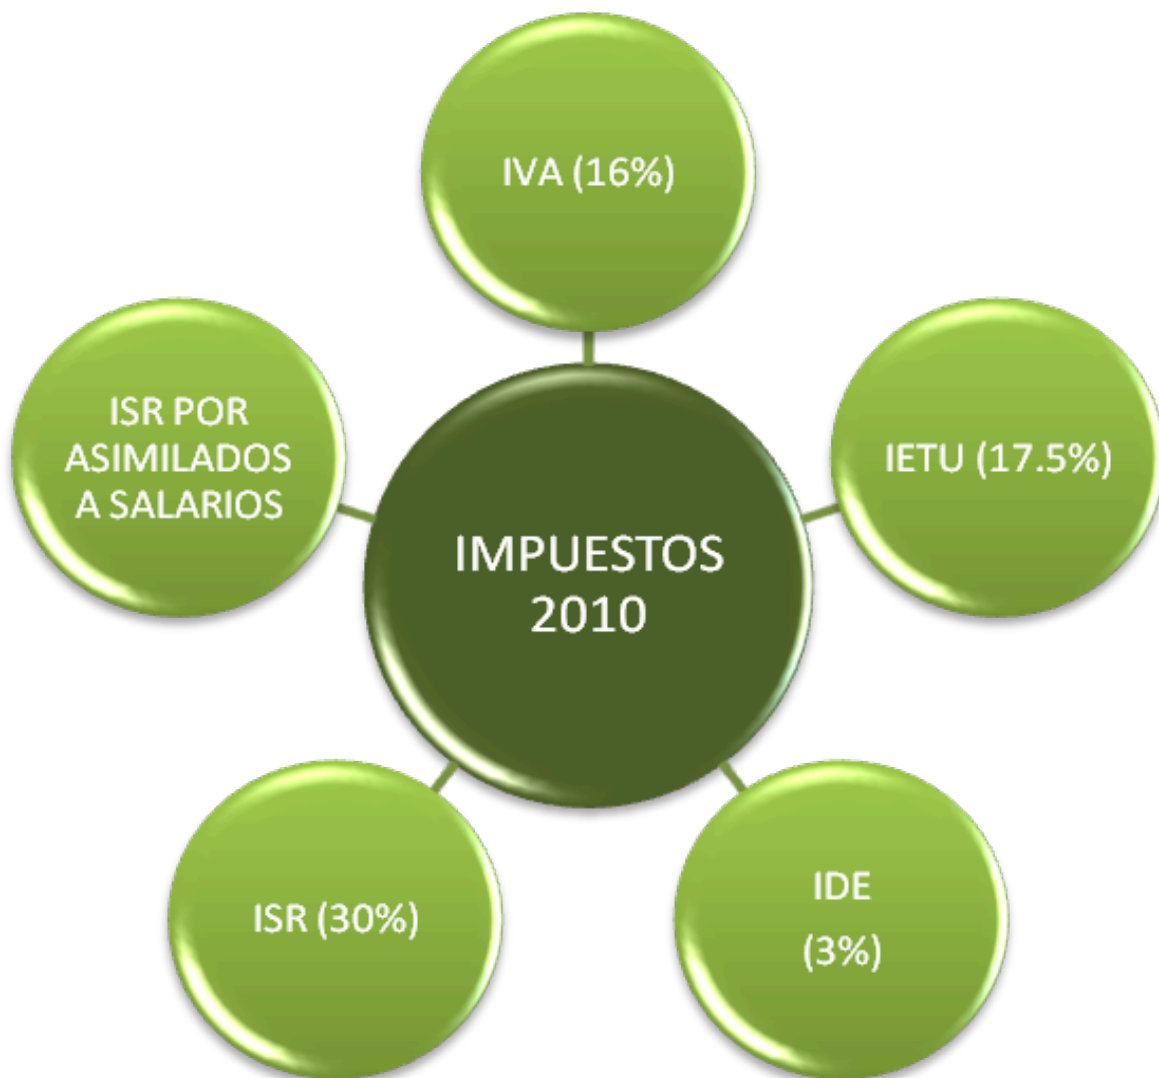 IVA (16%)
ISR POR
ASIMILADOS
A SALARIOS
IETU (17.5%)
IMPUESTOS
2010
ISR (30%)
IDE
(3%)